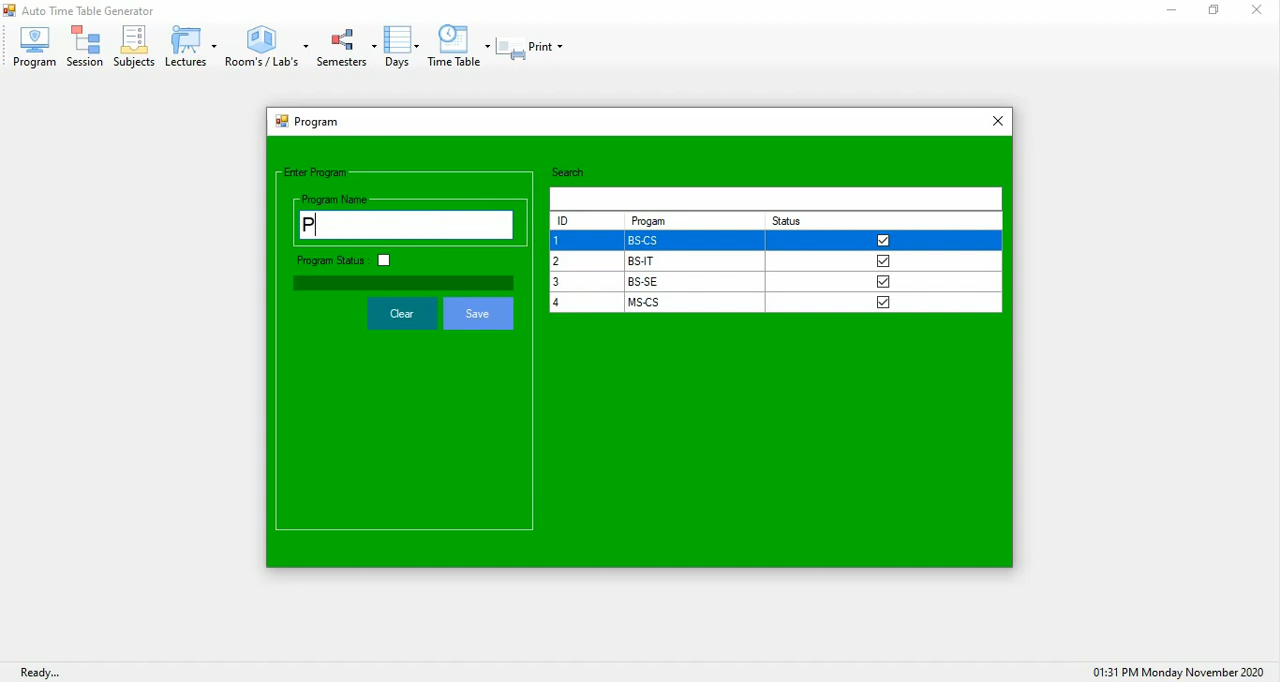 Auto Time Table Generator
Program Session Subjects Lectures Room's / Lab's Semesters Days Time Table Print
Program
Enter Program
Program Name
P
Program Status :
Clear Save
Search
ID Progam Status
1 BS-CS
2 BS-IT
3 BS-SE
4 MS-CS
Ready... 01:31 PM Monday November 2020